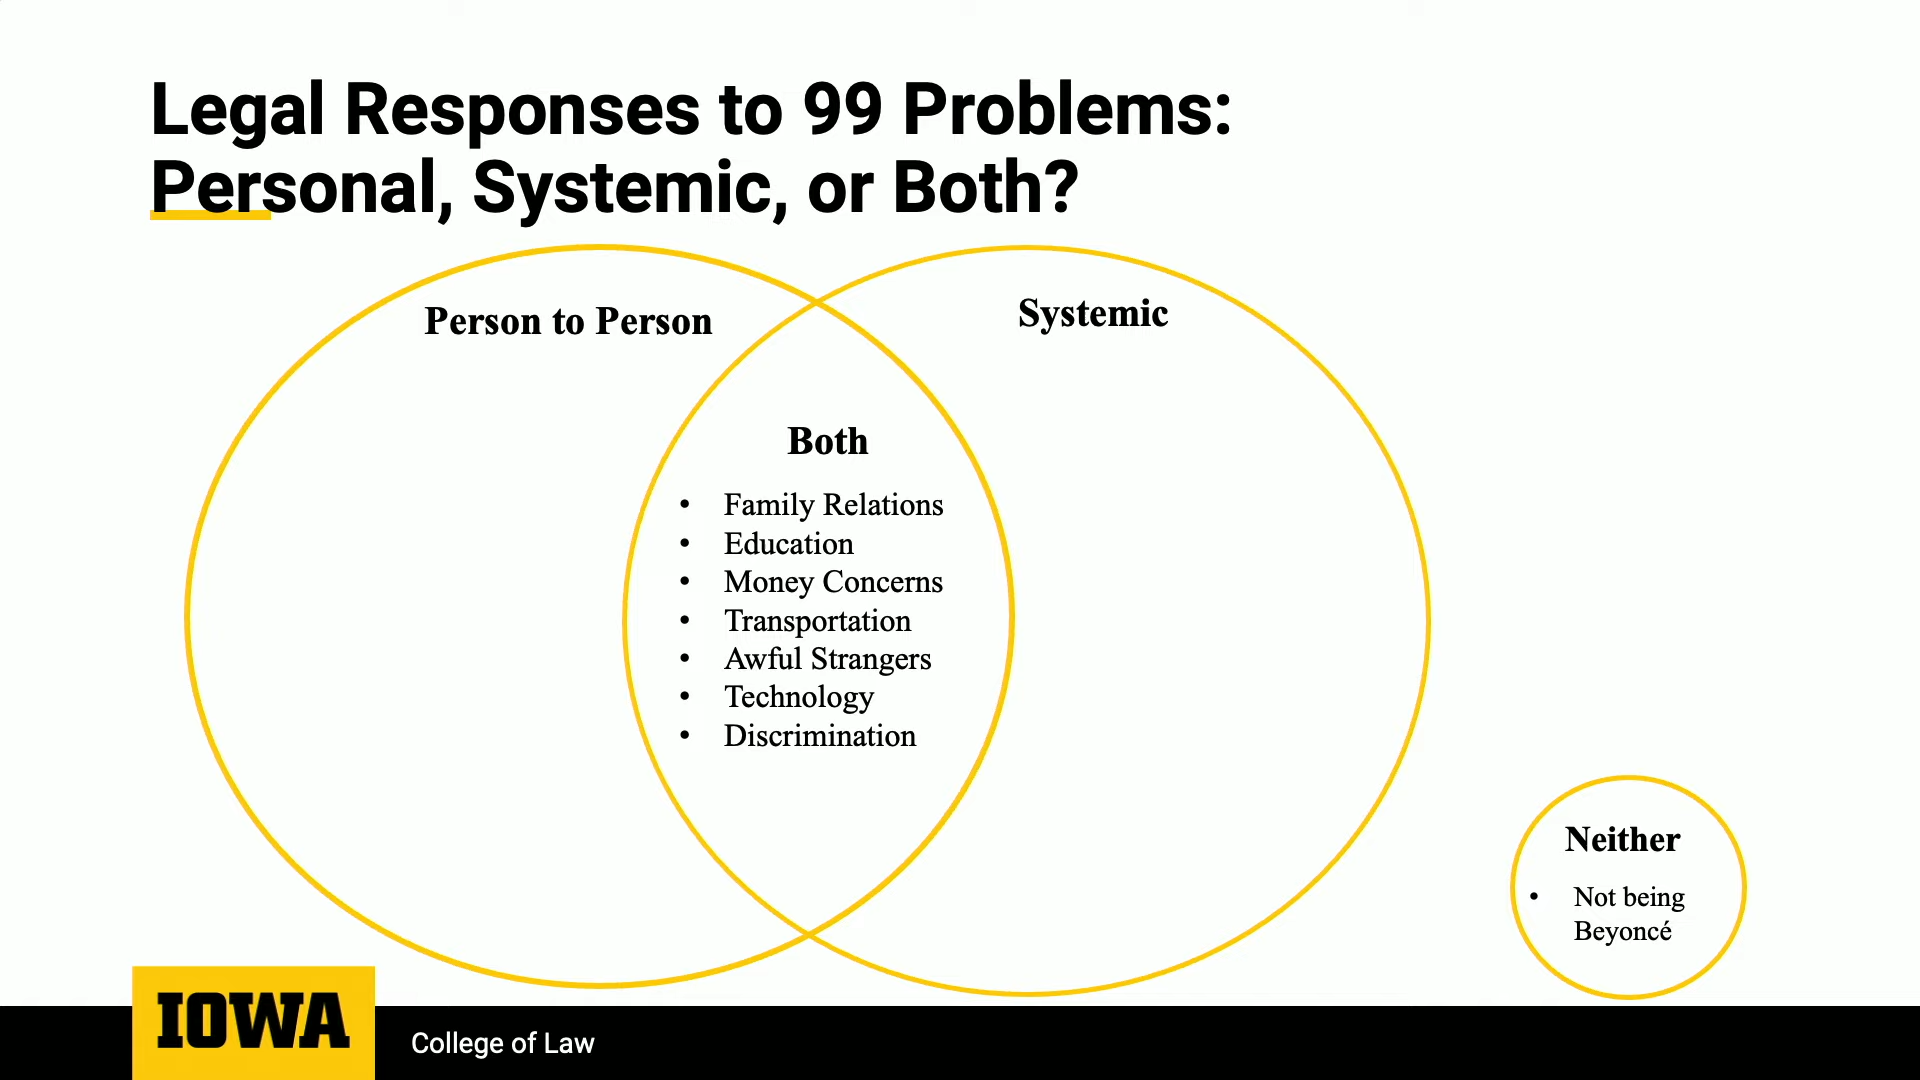 Legal Responses to 99 Problems:
Personal, Systemic, or Both?
Person to Person
Systemic
Both
• Family Relations
• Education
• Money Concerns
• Transportation
• Awful Strangers
• Technology
• Discrimination
Neither
• Not being
Beyoncé
IOWA
College of Law